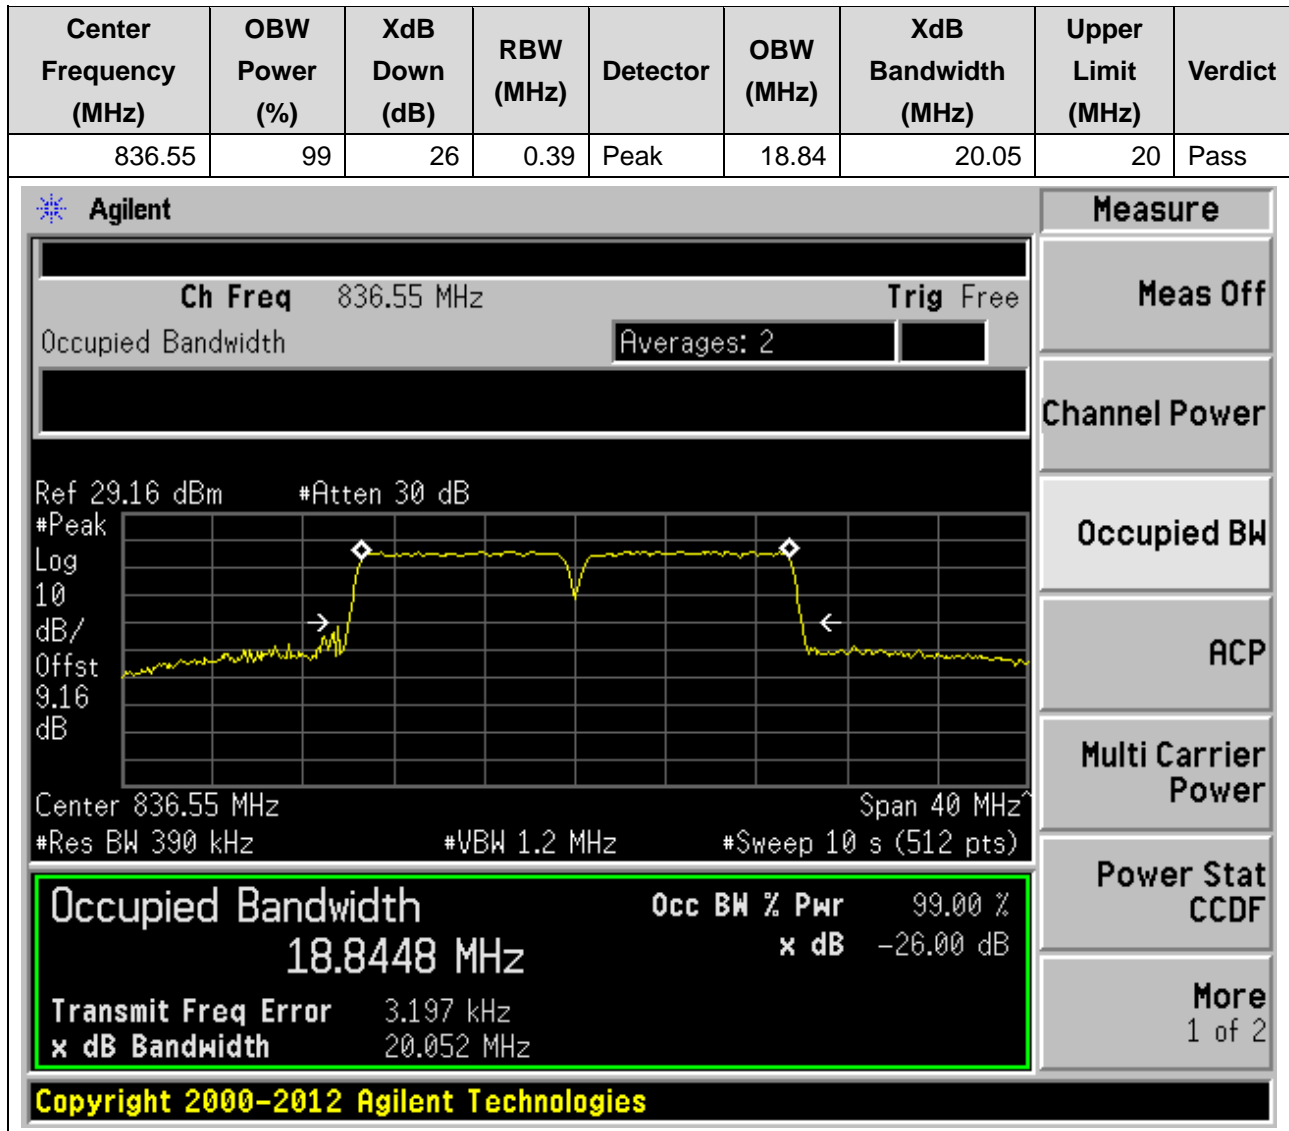 Center Frequency (MHz) | OBW Power (%) | XdB Down (dB) | RBW (MHz) | Detector | OBW (MHz) | XdB Bandwidth (MHz) | Upper Limit (MHz) | Verdict
836.55 | 99 | 26 | 0.39 | Peak | 18.84 | 20.05 | 20 | Pass
Agilent
Measure
Ch Freq 836.55 MHz Trig Free
Occupied Bandwidth Averages: 2
Meas Off
Channel Power
Occupied BW
ACP
Multi Carrier
Power
Power Stat
CCDF
More
1 of 2
Ref 29.16 dBm #Atten 30 dB
#Peak
Log
10
dB/
Offst
9.16
dB
Center 836.55 MHz Span 40 MHz^
#Res BW 390 kHz #VBW 1.2 MHz #Sweep 10 s (512 pts)
Occupied Bandwidth
18.8448 MHz
Occ BW % Pwr 99.00 %
x dB -26.00 dB
Transmit Freq Error 3.197 kHz
x dB Bandwidth 20.052 MHz
Copyright 2000-2012 Agilent Technologies